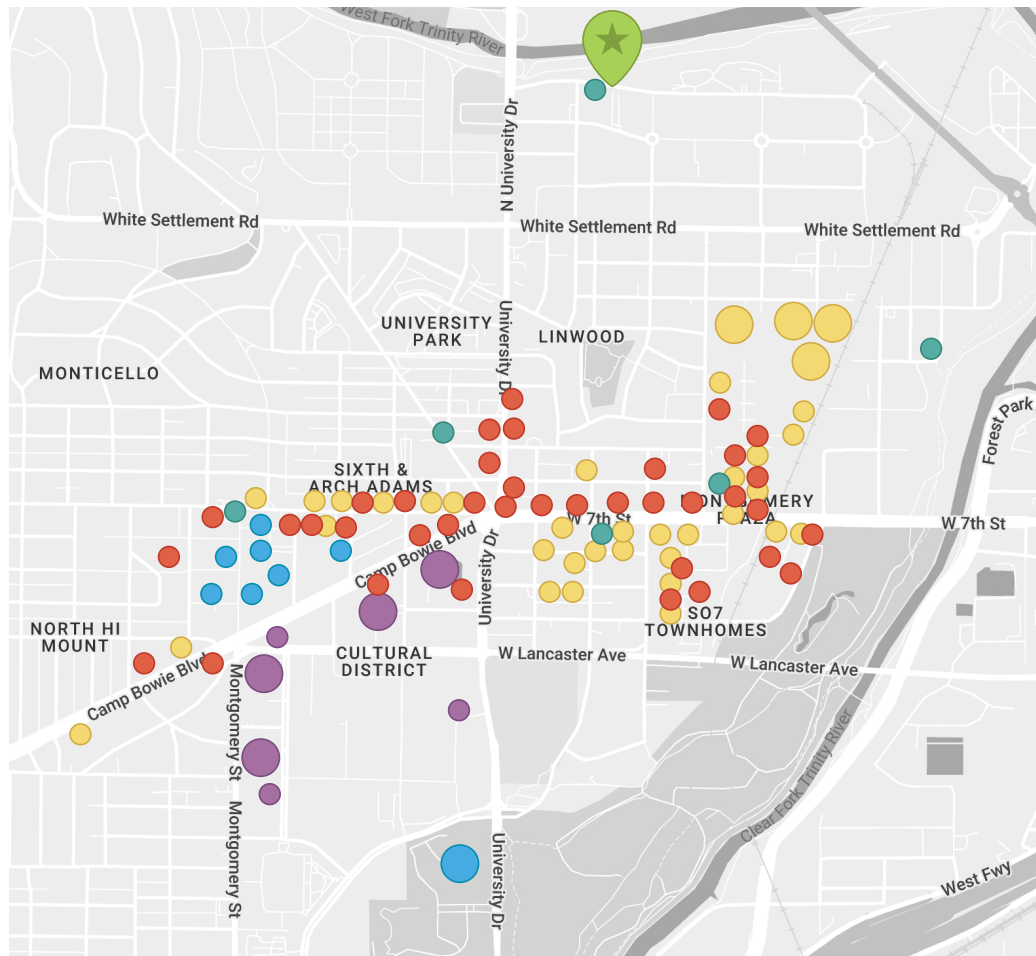 West Fork Trinity River
N University Dr
White Settlement Rd
White Settlement Rd
White Settlement Rd
University Dr
UNIVERSITY
PARK
LINWOOD
MONTICELLO
Forest Park
SIXTH &
ARCH ADAMS
W 7th St
PLAZA
W 7th St
Camp Bowie Blvd
University Dr
NORTH HI
MOUNT
SO7
TOWNHOMES
CULTURAL
DISTRICT
W Lancaster Ave
W Lancaster Ave
Camp Bowie Blvd
Montgomery St
Clear Fork Trinity River
Montgomery St
University Dr
West Fwy